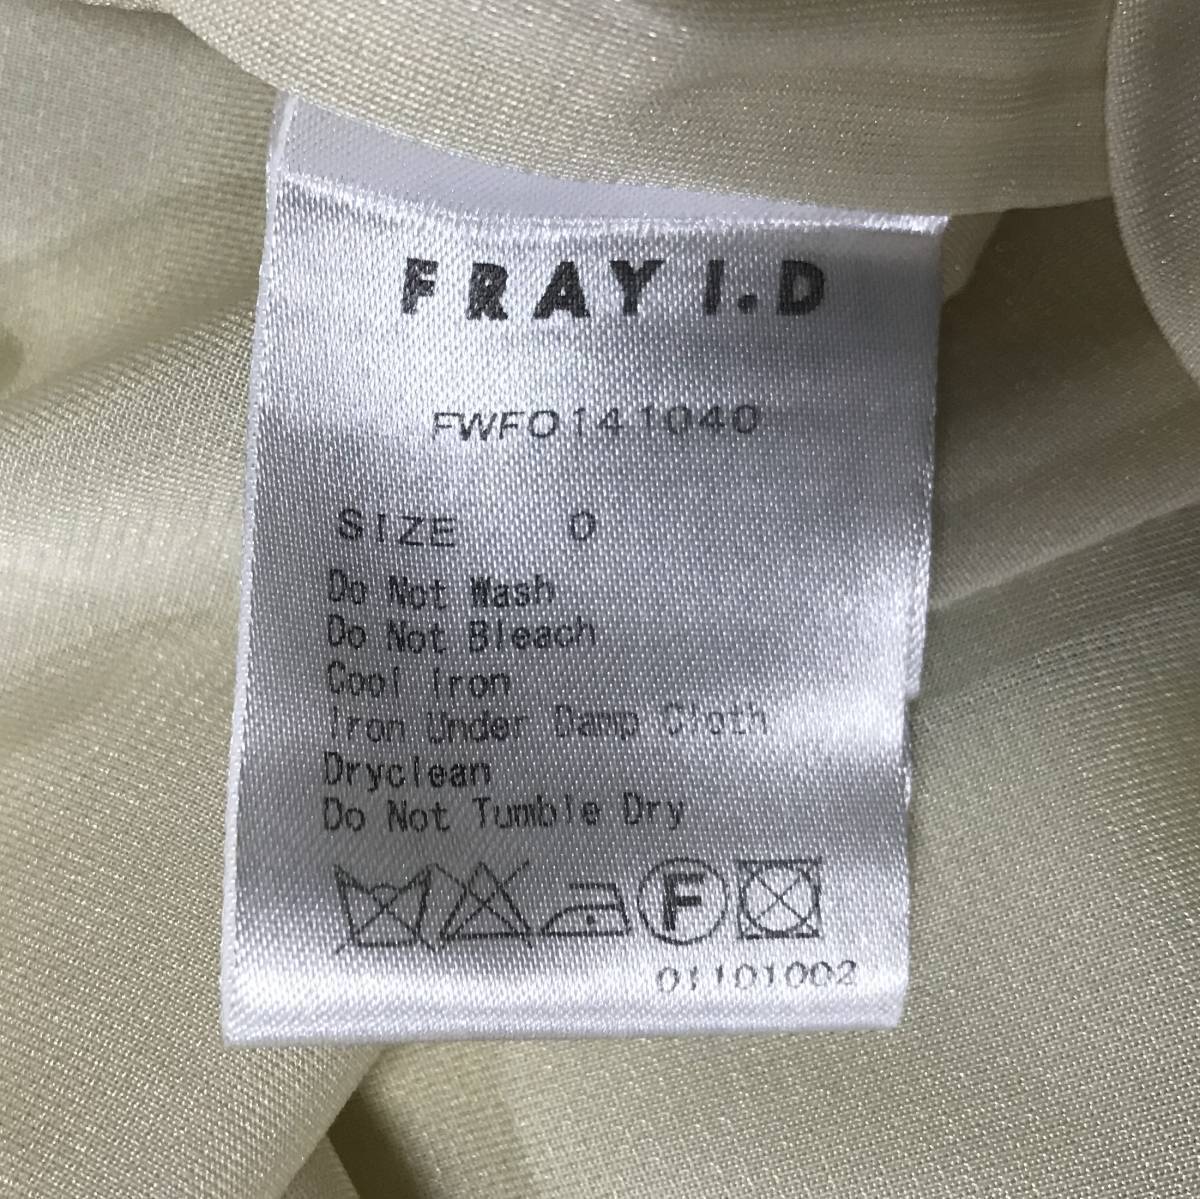 FRAY I.D
FWFO141040
SIZE 0
Do Not Wash
Do Not Bleach
Cool iron
Iron Under Damp Cloth
Dryclean
Do Not Tumble Dry
F
01101002